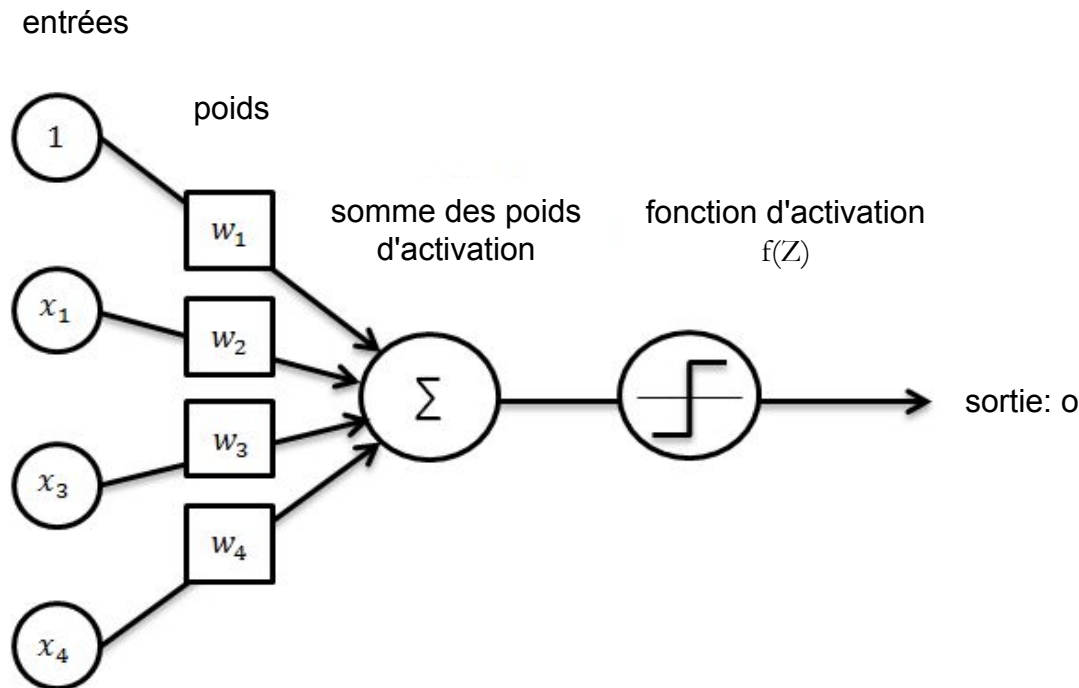 entrées
poids
1
w₁
somme des poids
d'activation
fonction d'activation
f(Z)
x₁
w₂
∑
sortie: o
w₃
x₃
w₄
x₄